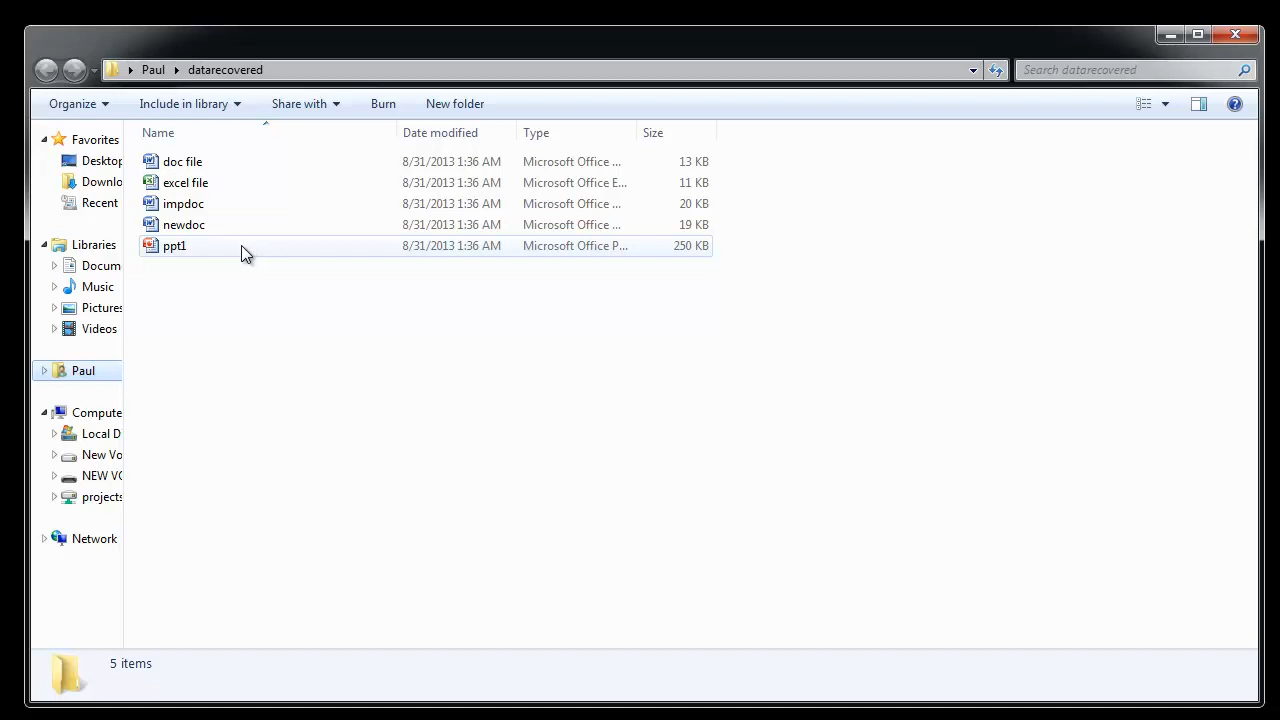 Paul datarecovered Search datarecovered
Organize Include in library Share with Burn New folder
Name Date modified Type Size
doc file 8/31/2013 1:36 AM Microsoft Office ... 13 KB
excel file 8/31/2013 1:36 AM Microsoft Office E... 11 KB
impdoc 8/31/2013 1:36 AM Microsoft Office ... 20 KB
newdoc 8/31/2013 1:36 AM Microsoft Office ... 19 KB
ppt1 8/31/2013 1:36 AM Microsoft Office P... 250 KB
Favorites
Desktop
Downlo
Recent
Libraries
Docum
Music
Pictures
Videos
Paul
Compute
Local D
New Vo
NEW VO
projects
Network
5 items